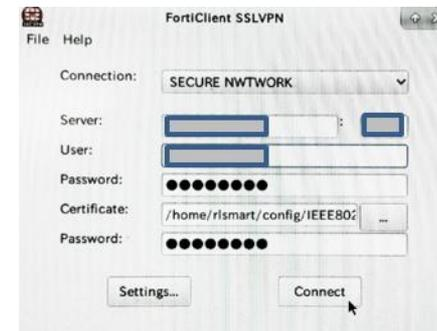 FortiClient SSLVPN
File Help
Connection: SECURE NWTWORK
Server: :
User:
Password: ●●●●●●●●
Certificate: /home/rlsmart/config/IEEE802 ...
Password: ●●●●●●●●
Settings... Connect